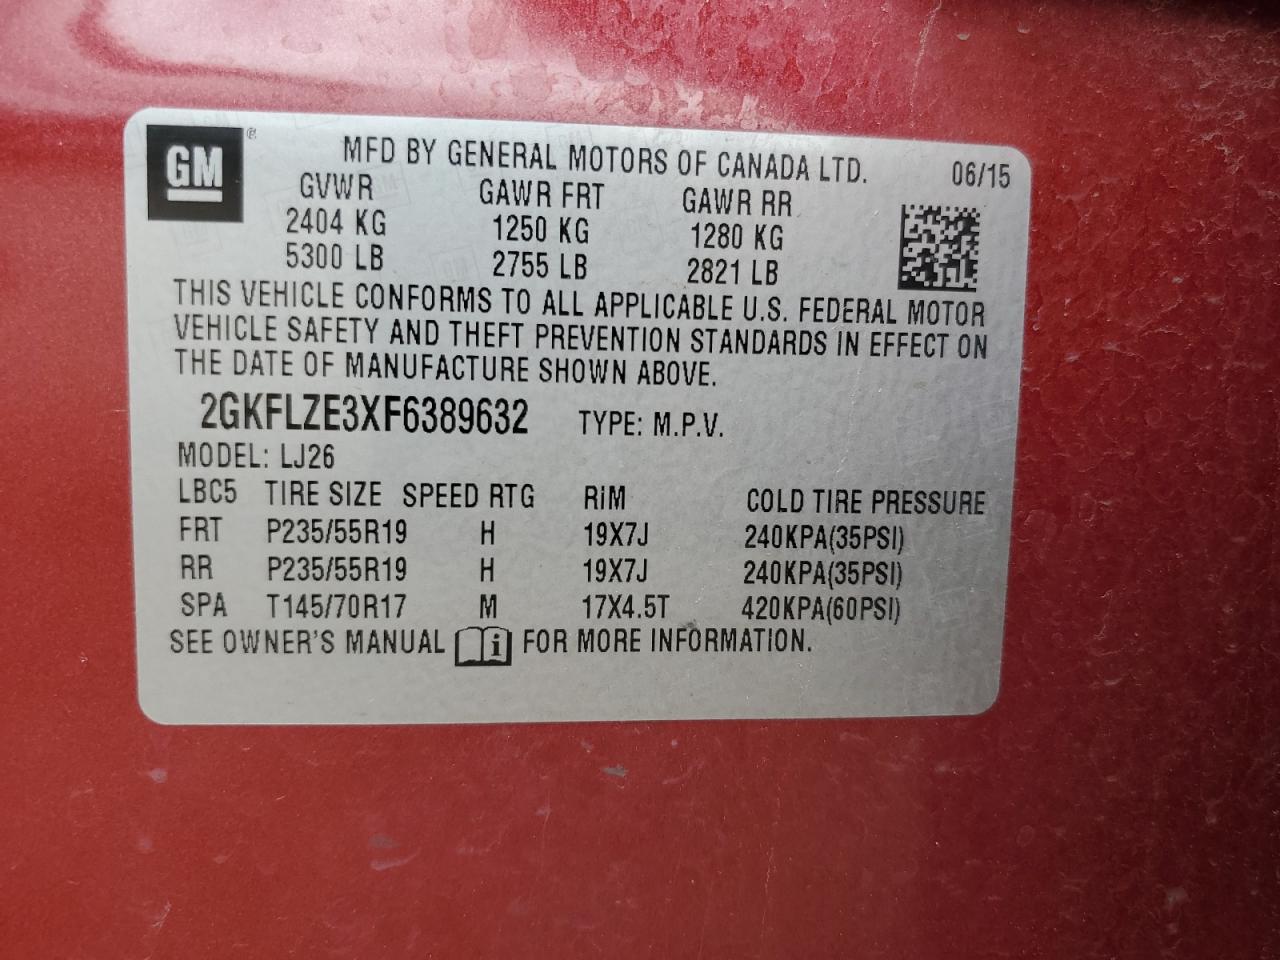 GM ®
MFD BY GENERAL MOTORS OF CANADA LTD. 06/15
GVWR GAWR FRT GAWR RR
2404 KG 1250 KG 1280 KG
5300 LB 2755 LB 2821 LB
THIS VEHICLE CONFORMS TO ALL APPLICABLE U.S. FEDERAL MOTOR
VEHICLE SAFETY AND THEFT PREVENTION STANDARDS IN EFFECT ON
THE DATE OF MANUFACTURE SHOWN ABOVE.
2GKFLZE3XF6389632 TYPE: M.P.V.
MODEL: LJ26
LBC5 TIRE SIZE SPEED RTG RiM COLD TIRE PRESSURE
FRT P235/55R19 H 19X7J 240KPA(35PSI)
RR P235/55R19 H 19X7J 240KPA(35PSI)
SPA T145/70R17 M 17X4.5T 420KPA(60PSI)
SEE OWNER'S MANUAL i FOR MORE INFORMATION.